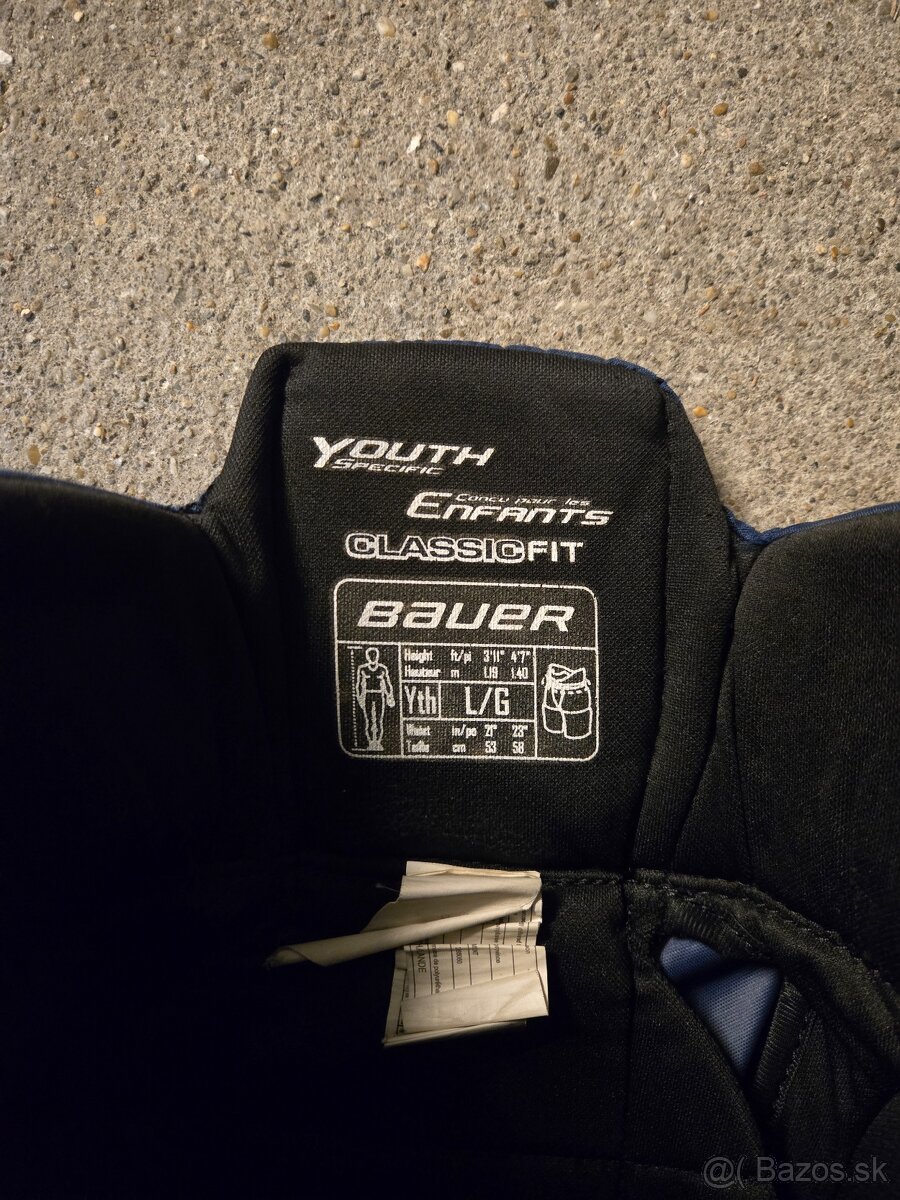 YOUTH
SPECIFIC
Conçu pour les
ENFANTS
CLASSICFIT
BAUER
Height ft/pi 3'11" 4'7"
Hauteur m 1.19 1.40
Yth L/G
Waist in/po 21" 23"
Taille cm 53 58
@( Bazos.sk